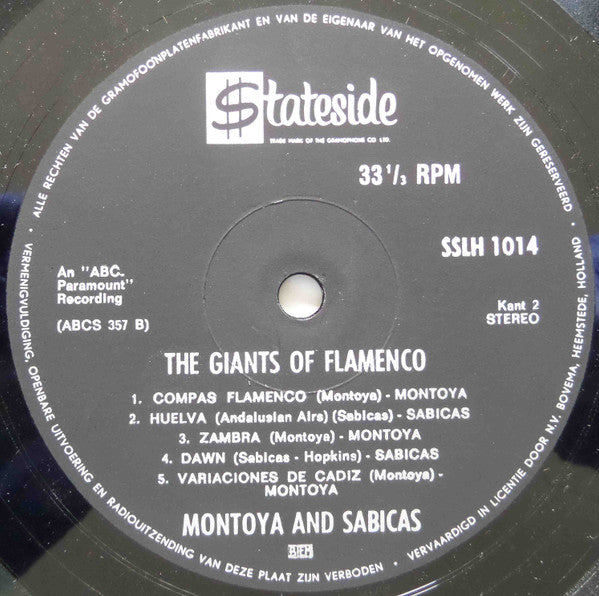 $tateside
TRADE MARK OF THE GRAMOPHONE CO LTD.
33 1/3 RPM
SSLH 1014
An "ABC-
Paramount"
Recording
(ABCS 357 B)
Kant 2
STEREO
THE GIANTS OF FLAMENCO
1. COMPAS FLAMENCO (Montoya) - MONTOYA
2. HUELVA (Andalusian Airs) (Sabicas) - SABICAS
3. ZAMBRA (Montoya) - MONTOYA
4. DAWN (Sabicas - Hopkins) - SABICAS
5. VARIACIONES DE CADIZ (Montoya) -
MONTOYA
MONTOYA AND SABICAS
BIEM
· ALLE RECHTEN VAN DE GRAMOFOONPLATENFABRIKANT EN VAN DE EIGENAAR VAN HET OPGENOMEN WERK ZIJN GERESERVEERD ·
VERMENIGVULDIGING, OPENBARE UITVOERING EN RADIOUITZENDING VAN DEZE PLAAT ZIJN VERBODEN ·
VERVAARDIGD IN LICENTIE DOOR N.V. BOVEMA, HEEMSTEDE, HOLLAND